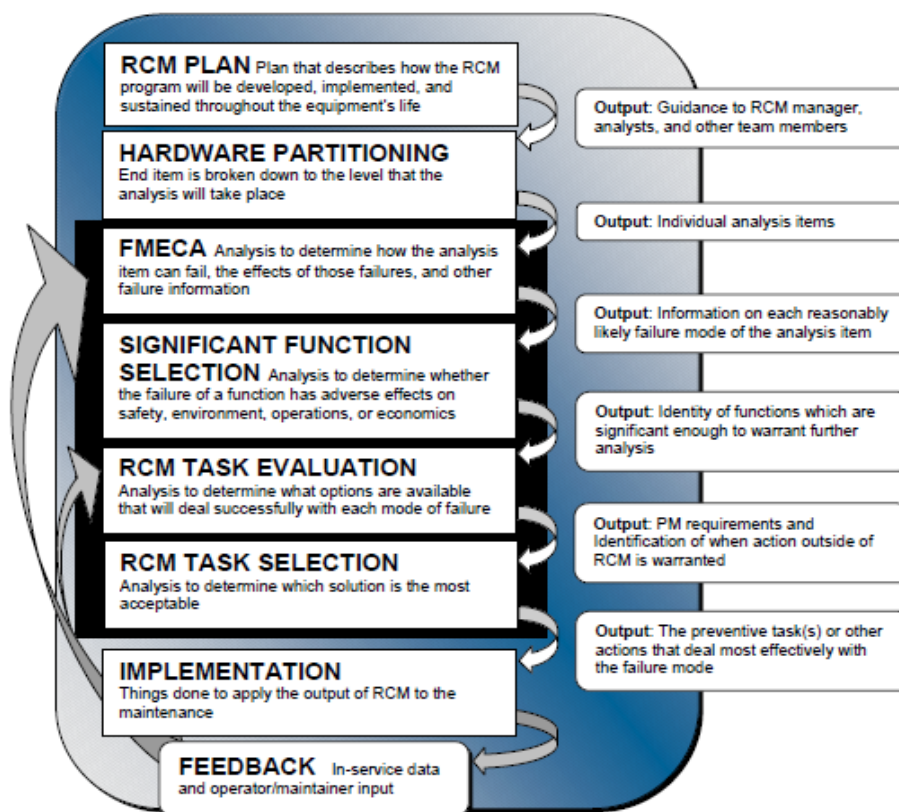 RCM PLAN Plan that describes how the RCM
program will be developed, implemented, and
sustained throughout the equipment's life
Output: Guidance to RCM manager,
analysts, and other team members
HARDWARE PARTITIONING
End item is broken down to the level that the
analysis will take place
Output: Individual analysis items
FMECA Analysis to determine how the analysis
item can fail, the effects of those failures, and other
failure information
Output: Information on each reasonably
likely failure mode of the analysis item
SIGNIFICANT FUNCTION
SELECTION Analysis to determine whether
the failure of a function has adverse effects on
safety, environment, operations, or economics
Output: Identity of functions which are
significant enough to warrant further
analysis
RCM TASK EVALUATION
Analysis to determine what options are available
that will deal successfully with each mode of failure
Output: PM requirements and
Identification of when action outside of
RCM is warranted
RCM TASK SELECTION
Analysis to determine which solution is the most
acceptable
Output: The preventive task(s) or other
actions that deal most effectively with
the failure mode
IMPLEMENTATION
Things done to apply the output of RCM to the
maintenance
FEEDBACK In-service data
and operator/maintainer input